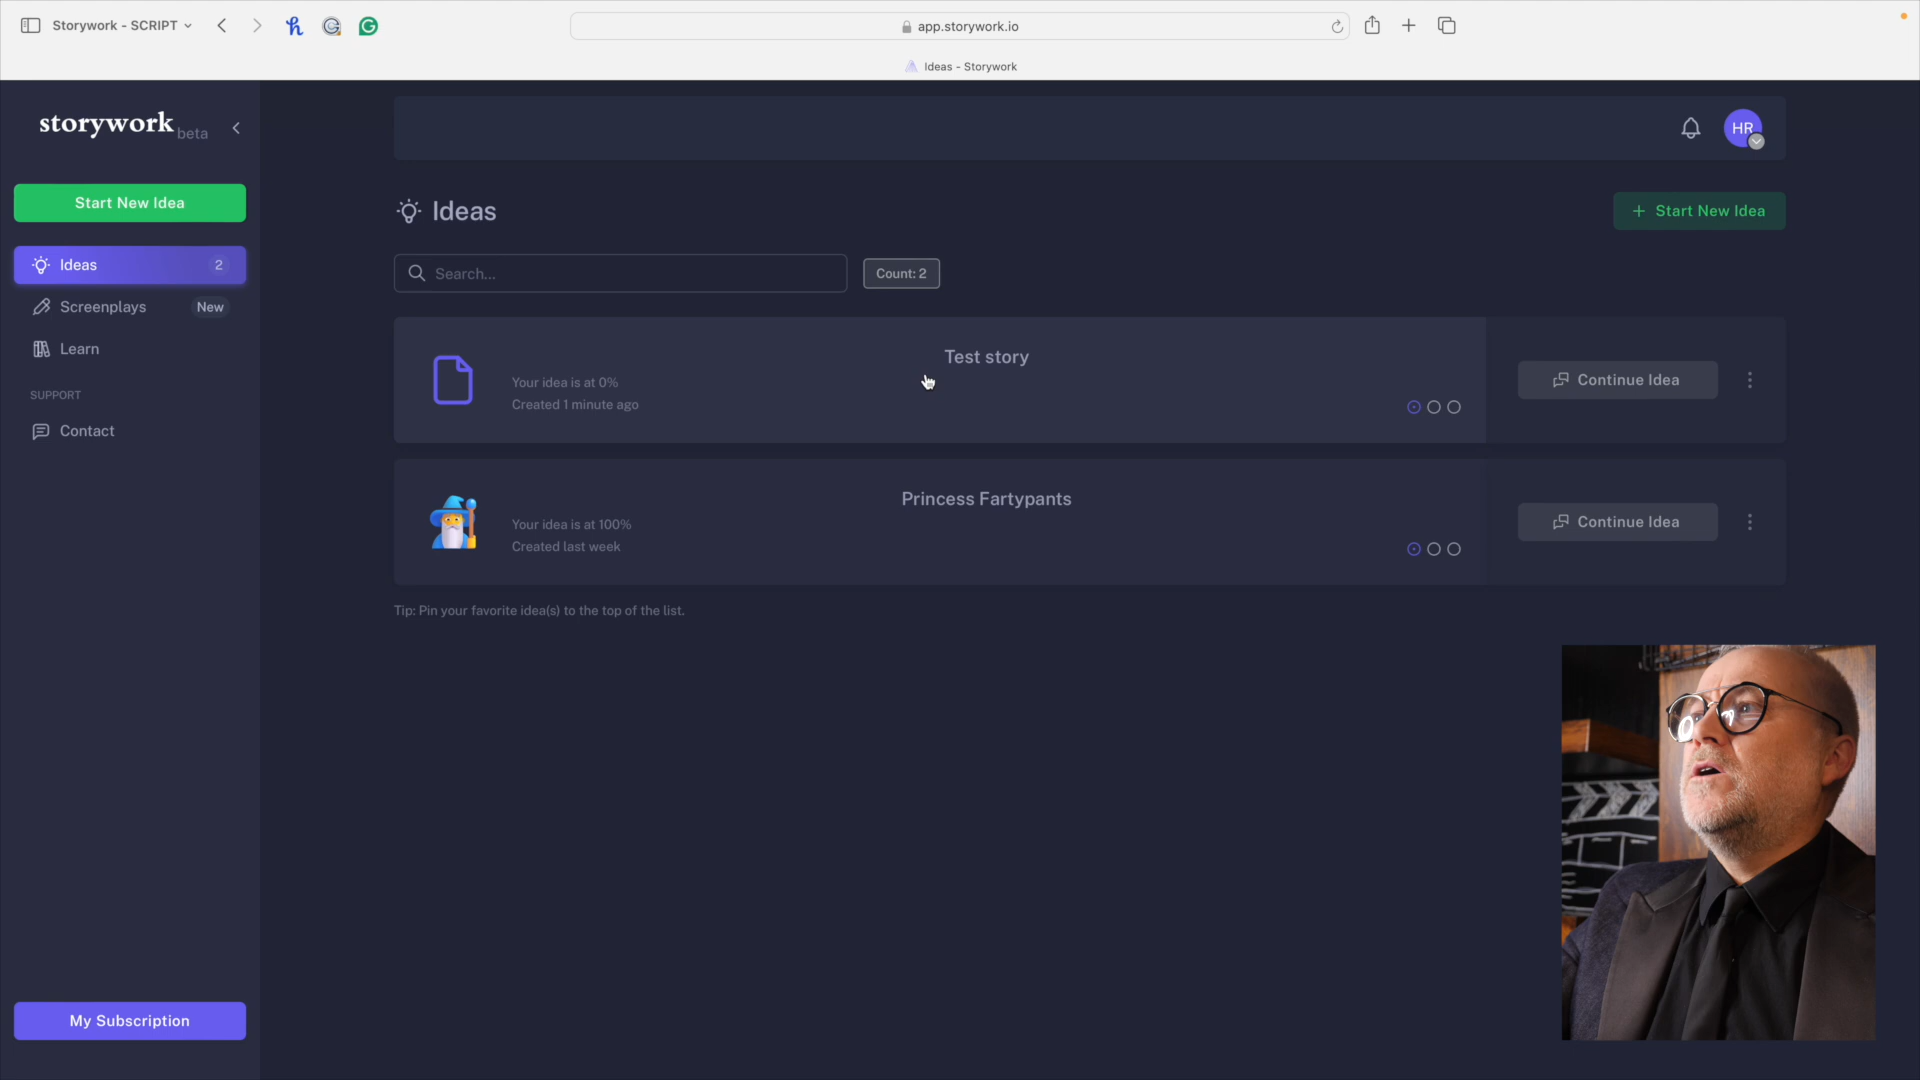 Storywork - SCRIPT
app.storywork.io
Ideas - Storywork
storywork beta
HR
Start New Idea
Ideas
+ Start New Idea
Ideas 2
Search...
Count: 2
Screenplays New
Learn
Test story
Your idea is at 0%
Created 1 minute ago
Continue Idea
SUPPORT
Contact
Princess Fartypants
Your idea is at 100%
Created last week
Continue Idea
Tip: Pin your favorite idea(s) to the top of the list.
My Subscription